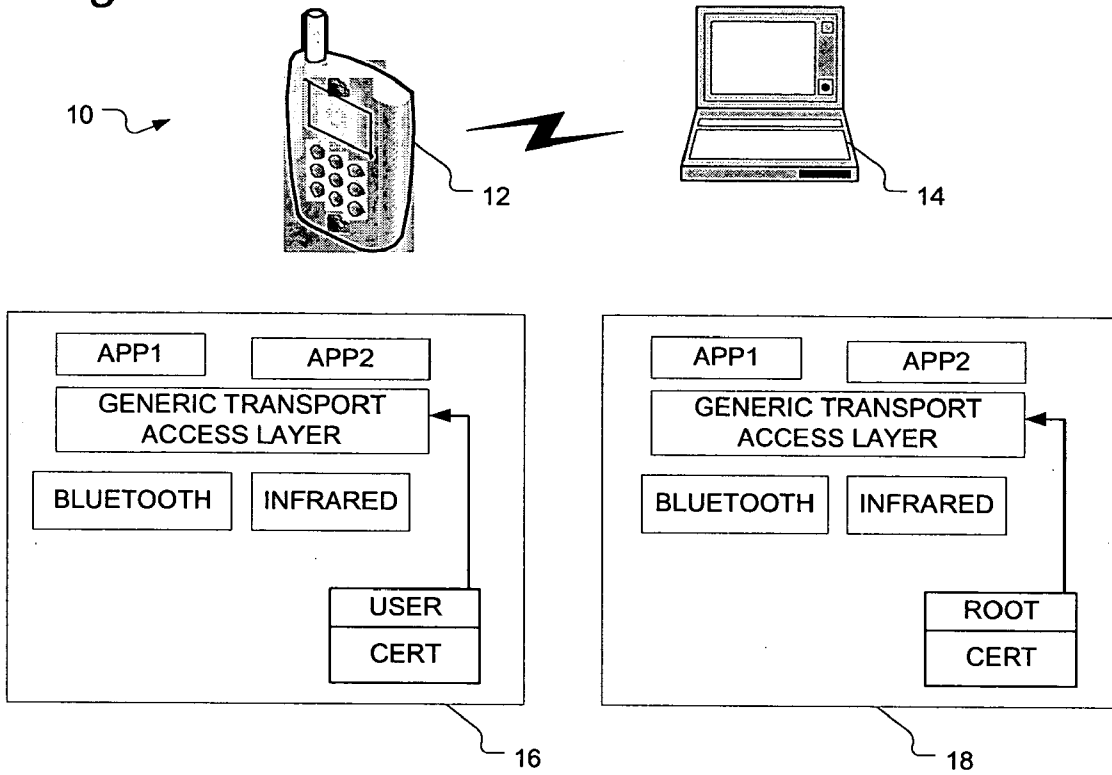 10
12
14
APP1
APP2
GENERIC TRANSPORT
ACCESS LAYER
BLUETOOTH
INFRARED
USER
CERT
16
APP1
APP2
GENERIC TRANSPORT
ACCESS LAYER
BLUETOOTH
INFRARED
ROOT
CERT
18